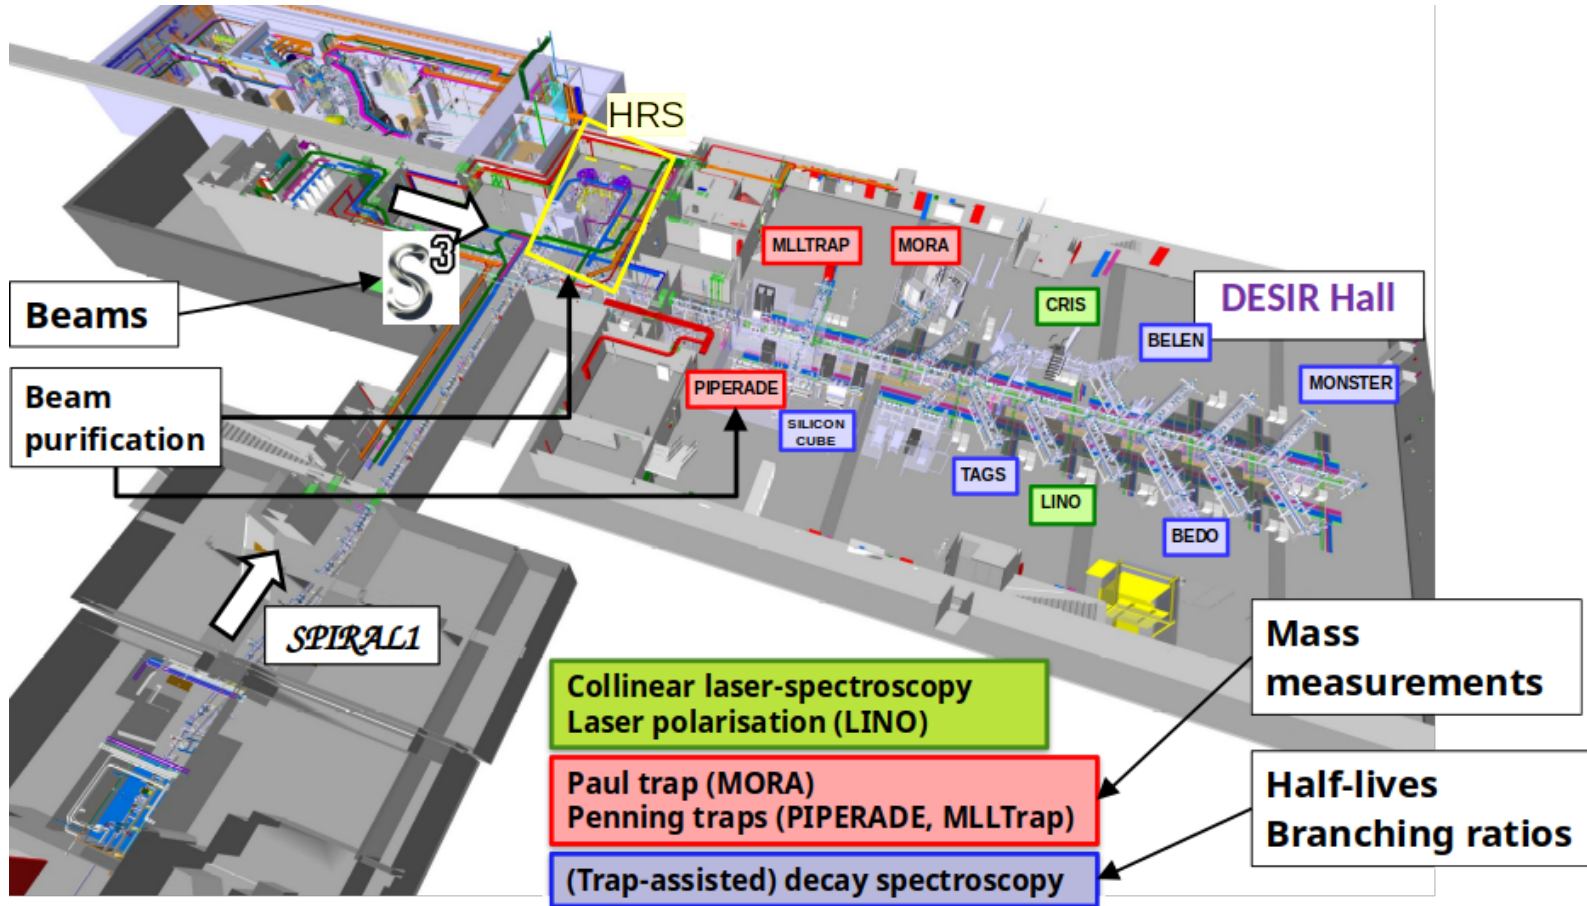 HRS
S3
MLLTRAP
MORA
CRIS
DESIR Hall
BELEN
MONSTER
Beams
Beam
purification
PIPERADE
SILICON
CUBE
TAGS
LINO
BEDO
SPIRAL1
Mass
measurements
Collinear laser-spectroscopy
Laser polarisation (LINO)
Paul trap (MORA)
Penning traps (PIPERADE, MLLTrap)
Half-lives
Branching ratios
(Trap-assisted) decay spectroscopy